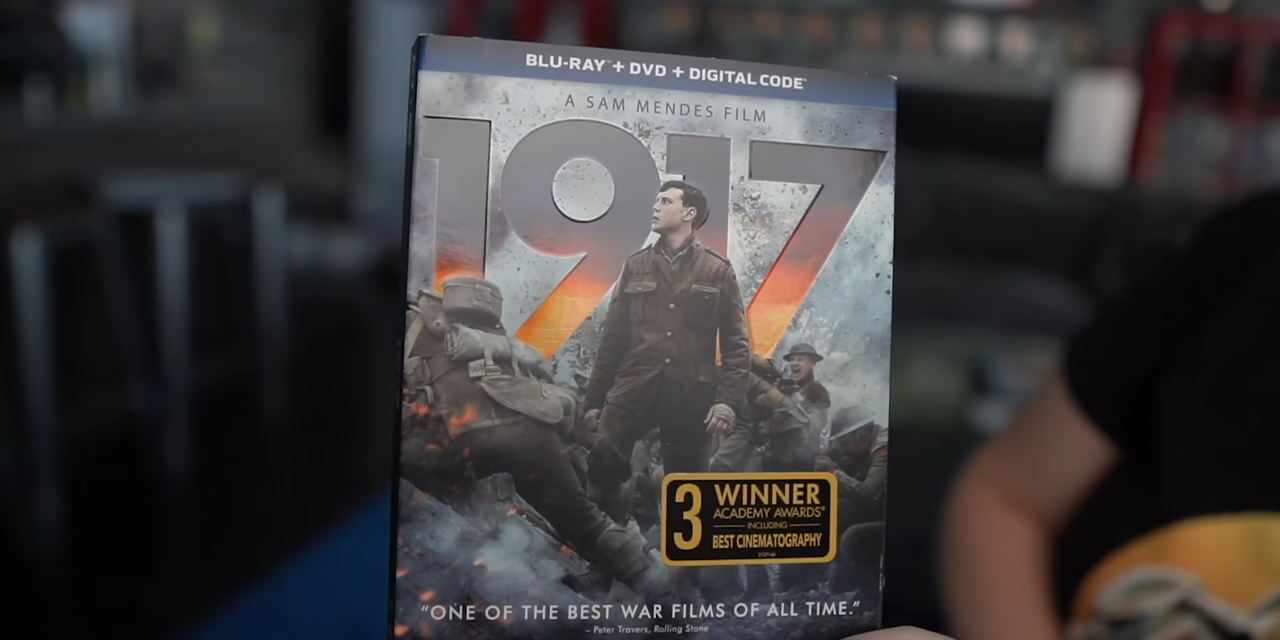 BLU-RAY™ + DVD + DIGITAL CODE
A SAM MENDES FILM
1917
3 WINNER
ACADEMY AWARDS®
INCLUDING
BEST CINEMATOGRAPHY
“ONE OF THE BEST WAR FILMS OF ALL TIME.”
– Peter Travers, Rolling Stone